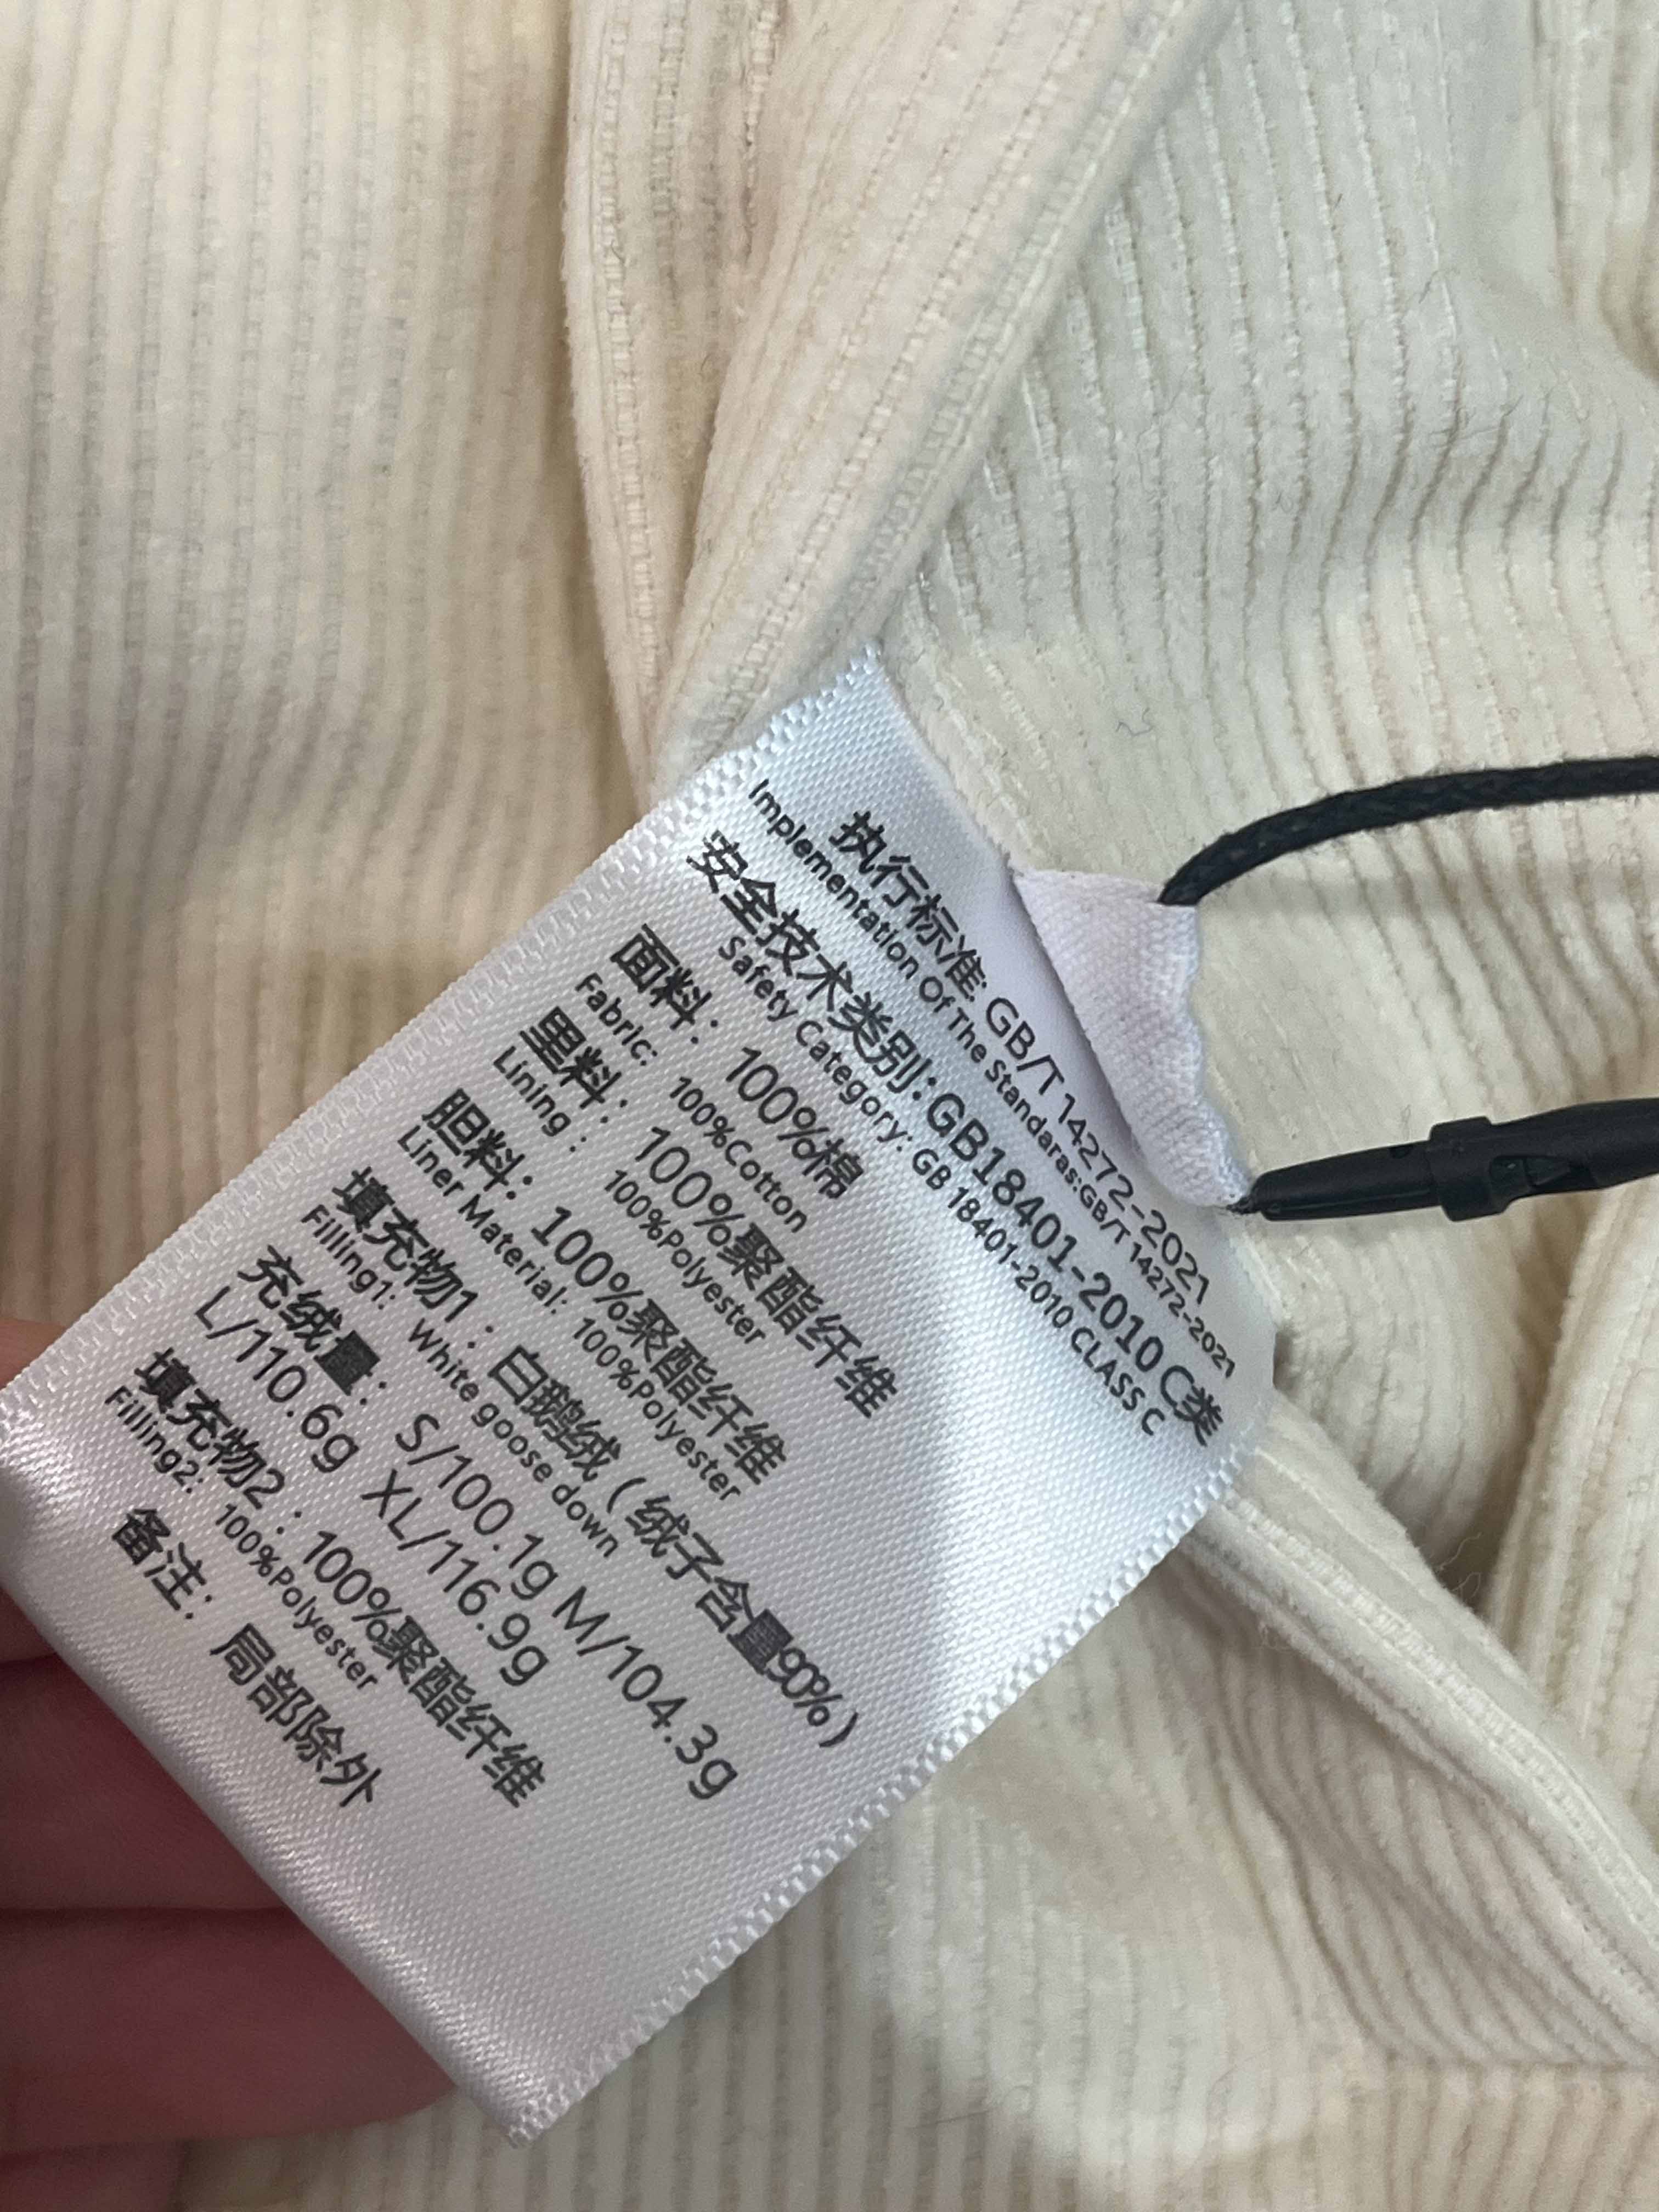 执行标准: GB/T 14272-2021
Implementation Of The Standaras:GB/T 14272-2021
安全技术类别:GB18401-2010 C类
Safety Category: GB 18401-2010 CLASS C
面料: 100%棉
Fabric: 100%Cotton
里料: 100%聚酯纤维
Lining : 100%Polyester
胆料: 100%聚酯纤维
Liner Material: 100%Polyester
填充物1 : 白鹅绒 (绒子含量90%)
Filling1: White goose down
充绒量: S/100.1g M/104.3g
L/110.6g XL/116.9g
填充物2 : 100%聚酯纤维
Filling2: 100%Polyester
备注: 局部除外